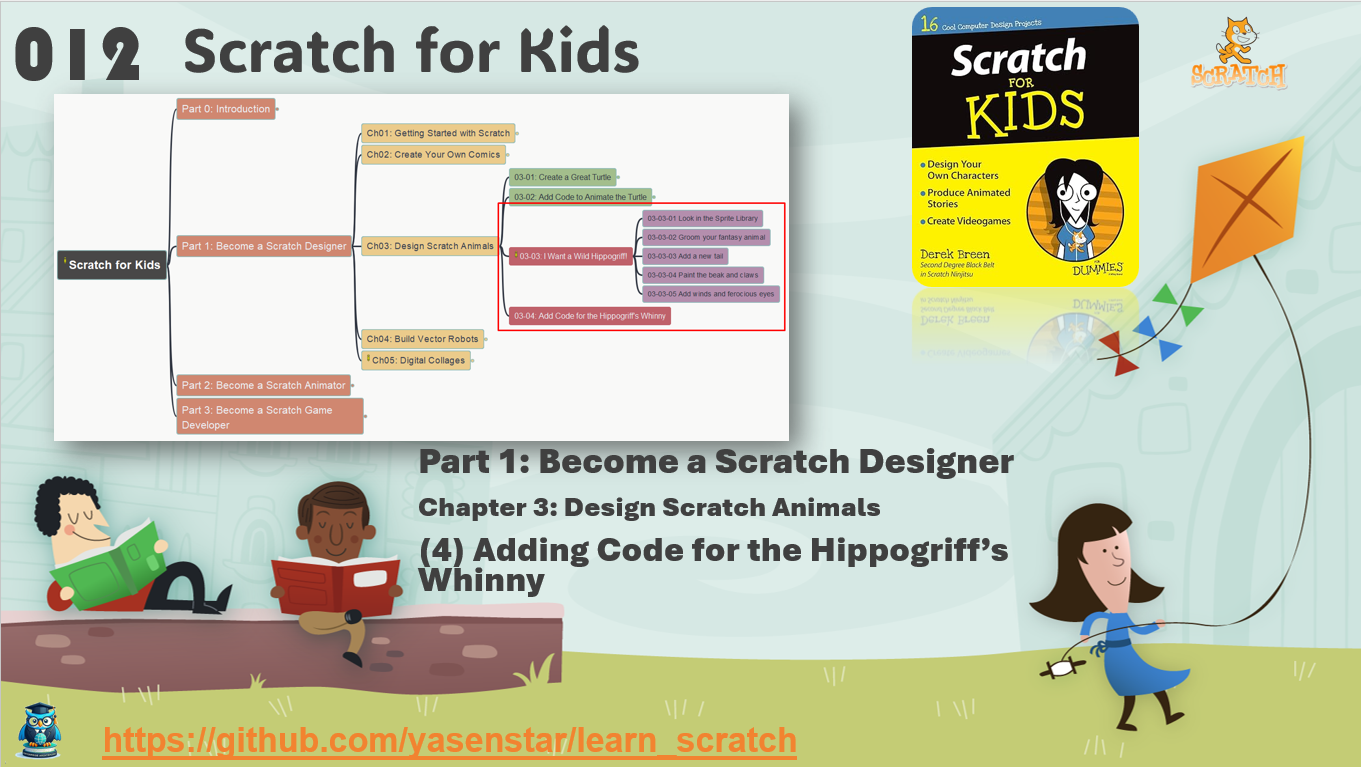 012 Scratch for Kids
Part 0: Introduction
Ch01: Getting Started with Scratch
Ch02: Create Your Own Comics
03-01: Create a Great Turtle
03-02: Add Code to Animate the Turtle
03-03-01 Look in the Sprite Library
03-03-02 Groom your fantasy animal
Part 1: Become a Scratch Designer
Ch03: Design Scratch Animals
03-03: I Want a Wild Hippogriff!
03-03-03 Add a new tail
Scratch for Kids
03-03-04 Paint the beak and claws
03-03-05 Add winds and ferocious eyes
03-04: Add Code for the Hippogriff's Whinny
Ch04: Build Vector Robots
Ch05: Digital Collages
Part 2: Become a Scratch Animator
Part 3: Become a Scratch Game
Developer
16 Cool Computer Design Projects
Scratch
FOR
KIDS
Design Your
Own Characters
Produce Animated
Stories
Create Videogames
Derek Breen
Second Degree Black Belt
in Scratch Ninjitsu
FOR
DUMMIES
SCRATCH
Part 1: Become a Scratch Designer
Chapter 3: Design Scratch Animals
(4) Adding Code for the Hippogriff’s
Whinny
https://github.com/yasenstar/learn_scratch